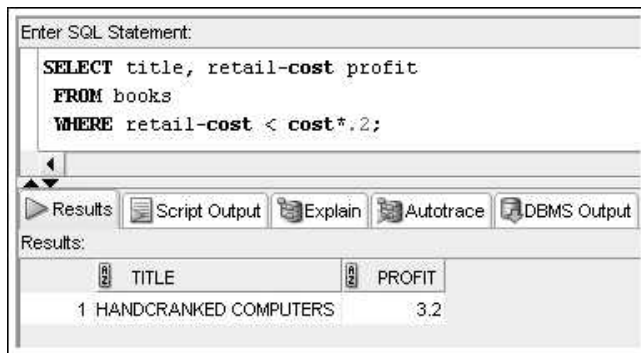 Enter SQL Statement:
SELECT title, retail-cost profit
FROM books
WHERE retail-cost < cost*.2;
Results Script Output Explain Autotrace DBMS Output
Results:
TITLE PROFIT
1 HANDCRANKED COMPUTERS 3.2